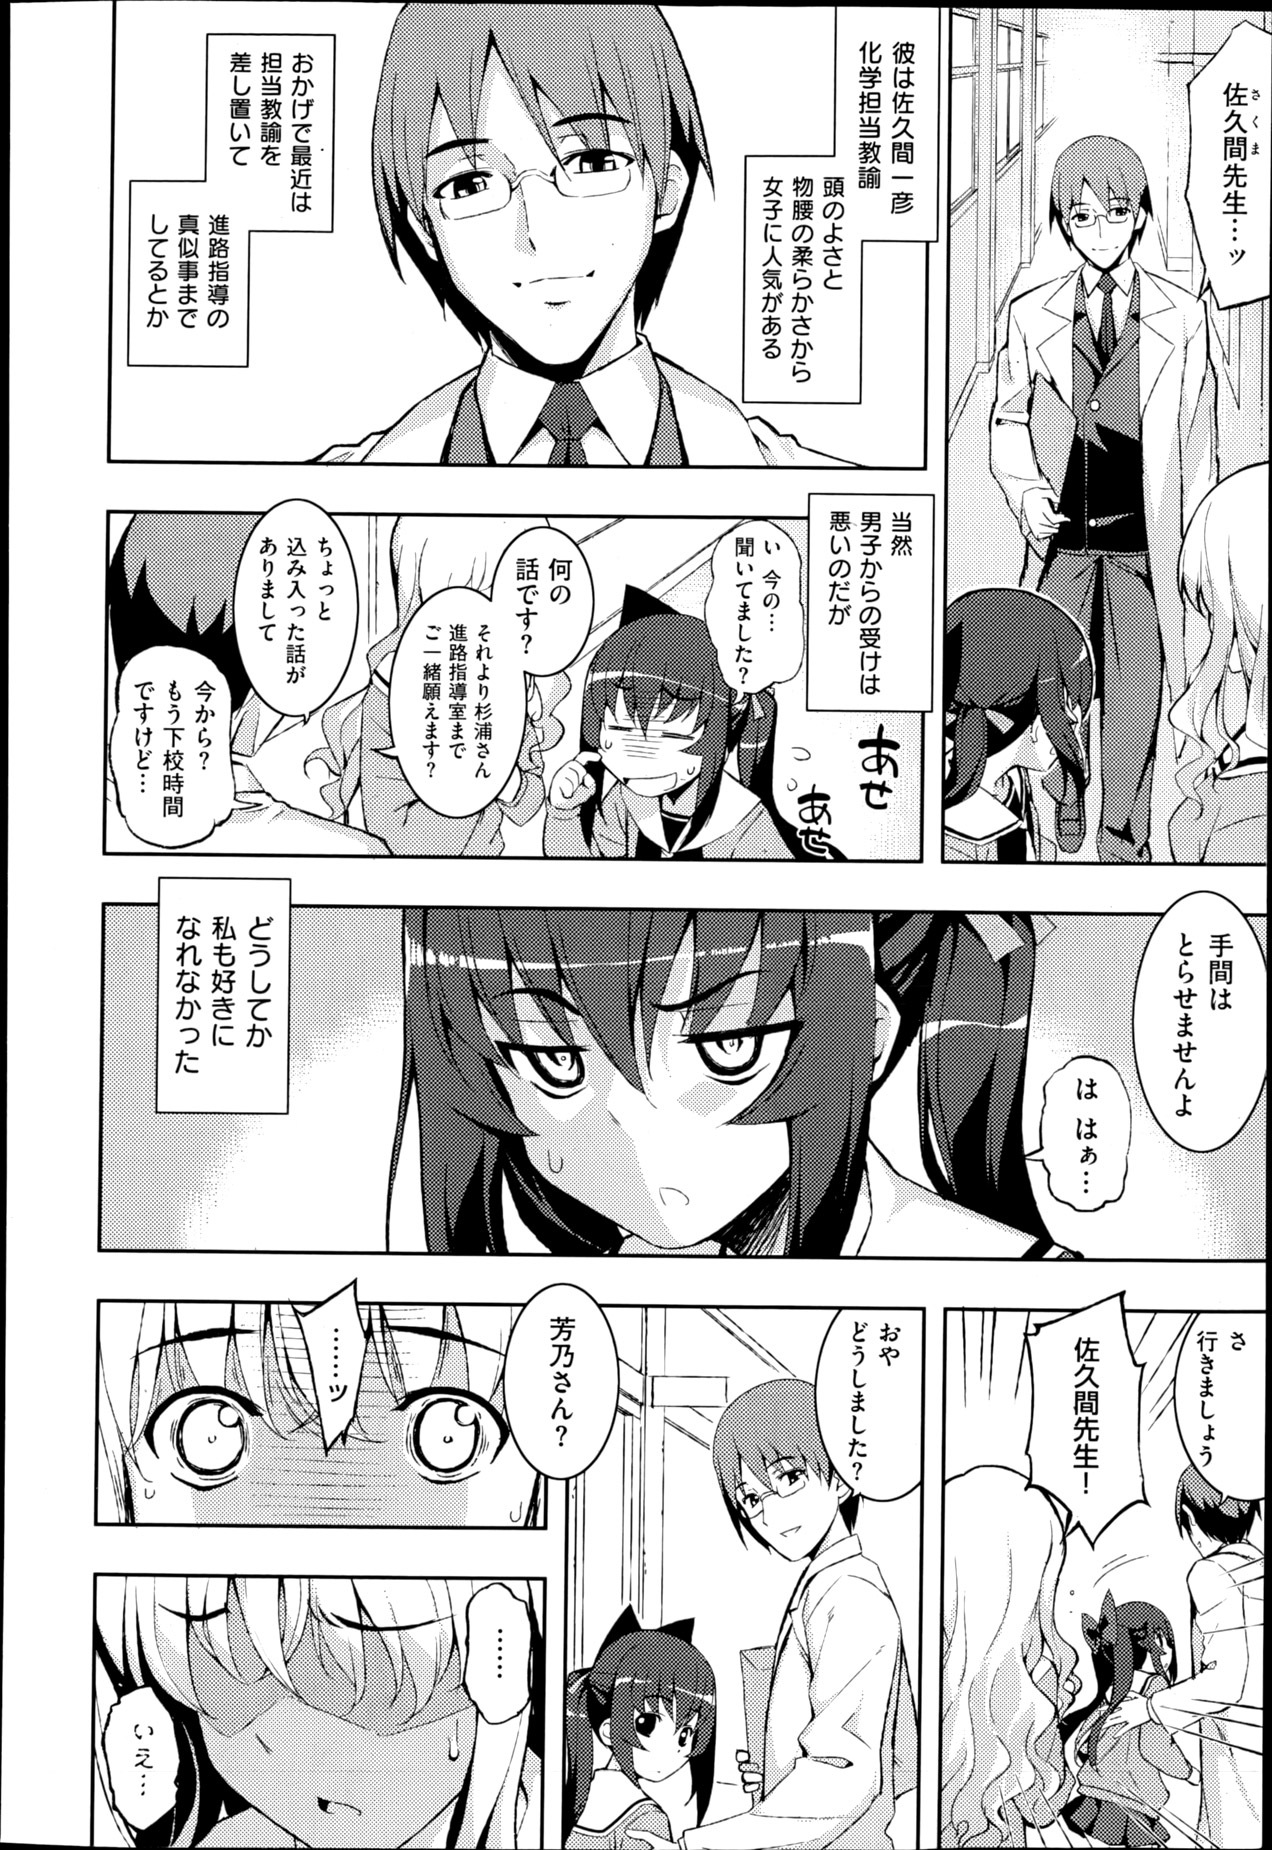 佐久間先生…ッ
さくま
彼は佐久間一彦
化学担当教諭
頭のよさと
物腰の柔らかさから
女子に人気がある
おかげで最近は
担当教諭を
差し置いて
進路指導の
真似事まで
してるとか
当然
男子からの受けは
悪いのだが
い 今の…
聞いてました?
あせ
あせ
何の
話です?
それより杉浦さん
進路指導室まで
ご一緒願えます?
ちょっと
込み入った話が
ありまして
今から?
もう下校時間
ですけど…
手間は
とらせませんよ
は はぁ…
どうしてか
私も好きに
なれなかった
さ
行きましょう
佐久間先生!
おや
どうしました?
芳乃さん?
……ッ
……
いえ…